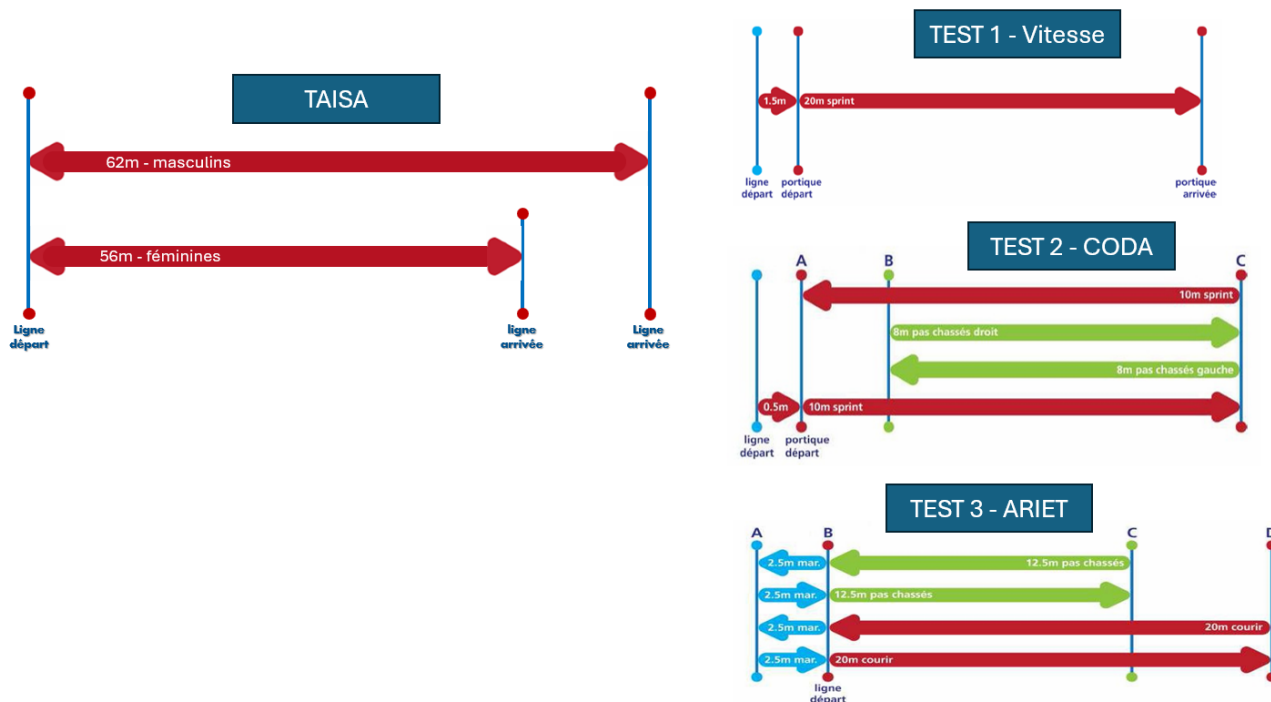 TAISA
62m - masculins
56m - féminines
Ligne
départ
ligne
arrivée
Ligne
arrivée
TEST 1 - Vitesse
1.5m
20m sprint
ligne
départ
portique
départ
portique
arrivée
TEST 2 - CODA
A
B
C
10m sprint
8m pas chassés droit
8m pas chassés gauche
0.5m
10m sprint
ligne
départ
portique
départ
TEST 3 - ARIET
A
B
C
D
2.5m mar.
12.5m pas chassés
2.5m mar.
12.5m pas chassés
2.5m mar.
20m courir
2.5m mar.
20m courir
ligne
départ